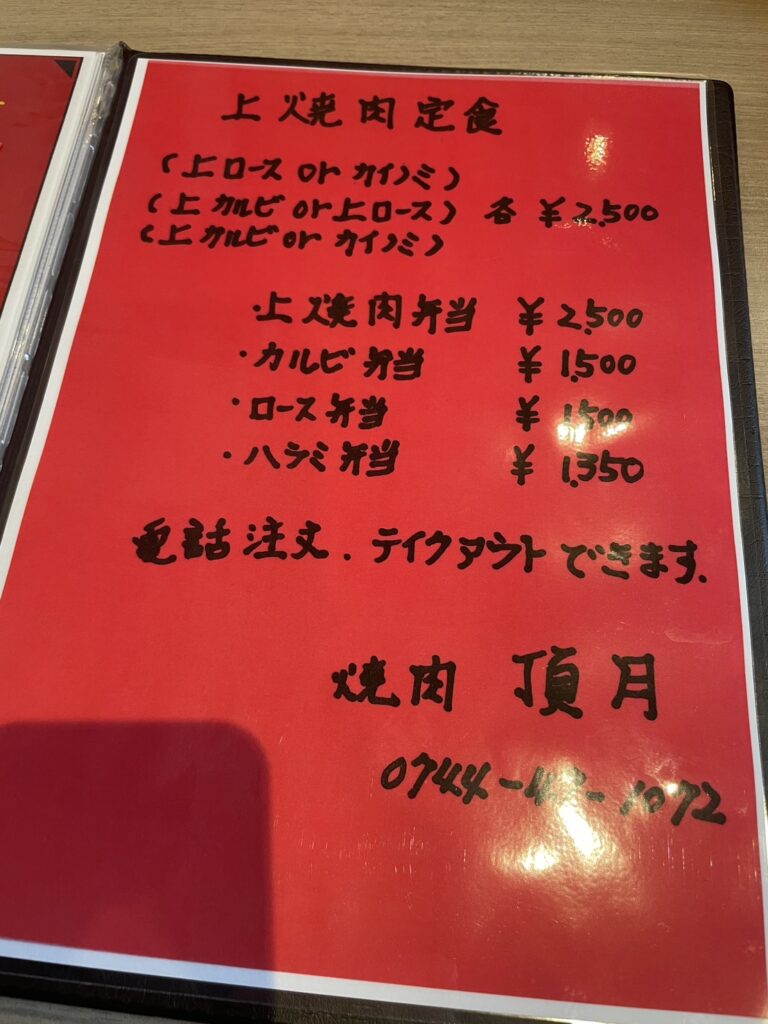 上焼肉定食
(上ロース or カイノミ)
(上カルビ or 上ロース) 各 ¥2,500
(上カルビ or カイノミ)
・上焼肉弁当 ¥2,500
・カルビ弁当 ¥1,500
・ロース弁当 ¥1,500
・ハラミ弁当 ¥1,350
電話注文、テイクアウトできます.
焼肉 頂月
0744-
-1072